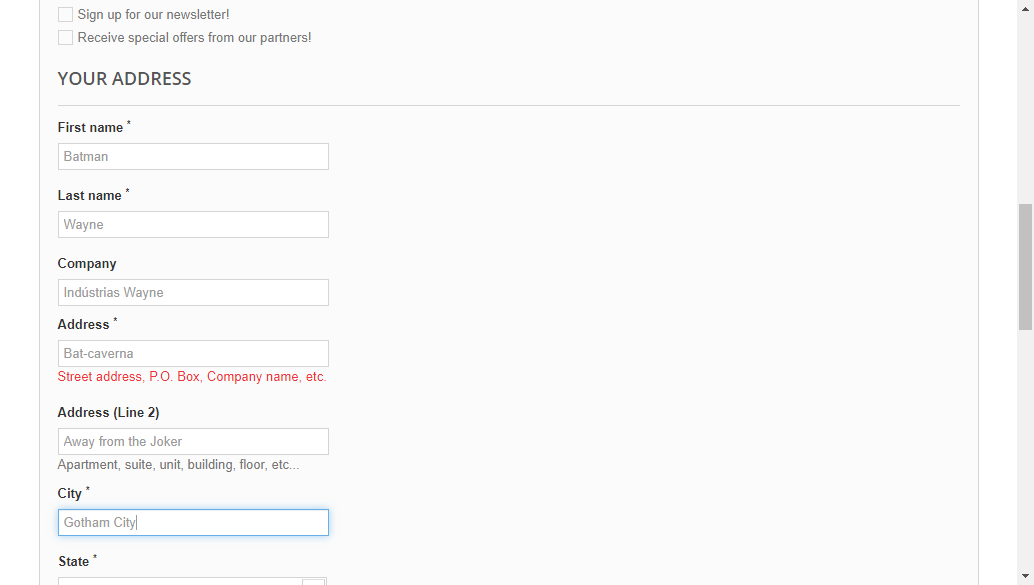 Sign up for our newsletter!
Receive special offers from our partners!
YOUR ADDRESS
First name *
Batman
Last name *
Wayne
Company
Indústrias Wayne
Address *
Bat-caverna
Street address, P.O. Box, Company name, etc.
Address (Line 2)
Away from the Joker
Apartment, suite, unit, building, floor, etc...
City *
Gotham City
State *